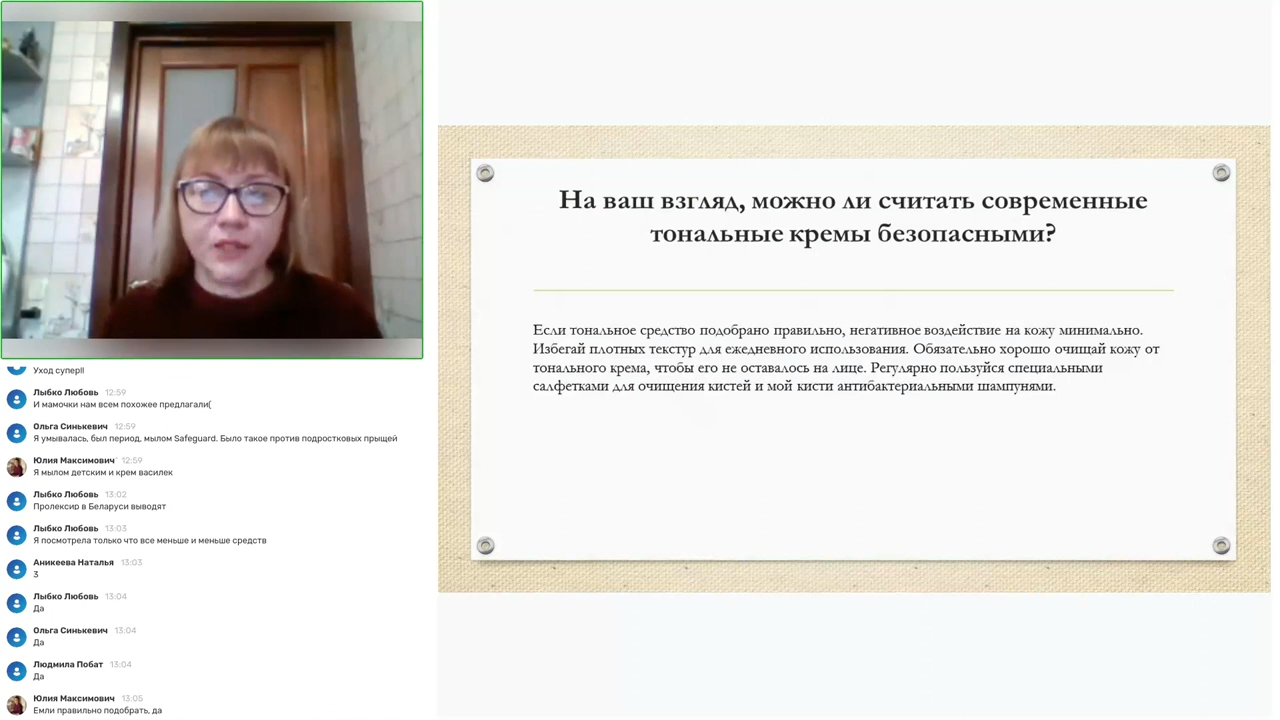 Уход супер!!
Лыбко Любовь 12:59
И мамочки нам всем похожее предлагали(
Ольга Синькевич 12:59
Я умывалась, был период, мылом Safeguard. Было такое против подростковых прыщей
Юлия Максимович 12:59
Я мылом детским и крем василек
Лыбко Любовь 13:02
Пролексир в Беларуси выводят
Лыбко Любовь 13:03
Я посмотрела только что все меньше и меньше средств
Аникеева Наталья 13:03
3
Лыбко Любовь 13:04
Да
Ольга Синькевич 13:04
Да
Людмила Побат 13:04
Да
Юлия Максимович 13:05
Емли правильно подобрать, да
На ваш взгляд, можно ли считать современные
тональные кремы безопасными?
Если тональное средство подобрано правильно, негативное воздействие на кожу минимально.
Избегай плотных текстур для ежедневного использования. Обязательно хорошо очищай кожу от
тонального крема, чтобы его не оставалось на лице. Регулярно пользуйся специальными
салфетками для очищения кистей и мой кисти антибактериальными шампунями.